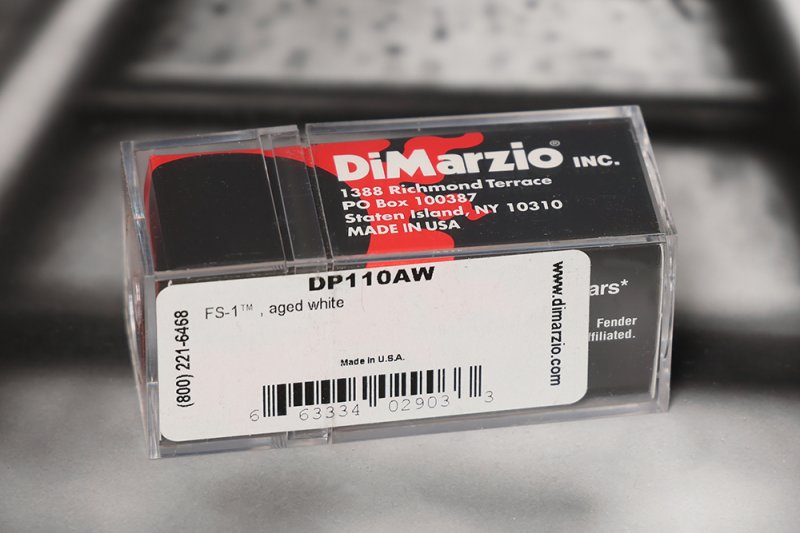 DiMarzio® INC.
1388 Richmond Terrace
PO Box 100387
Staten Island, NY 10310
MADE IN USA
DP110AW
FS-1™ , aged white
(800) 221-6468
Made in U.S.A.
6 63334 02903 3
www.dimarzio.com
ars*
Fender
ffiliated.